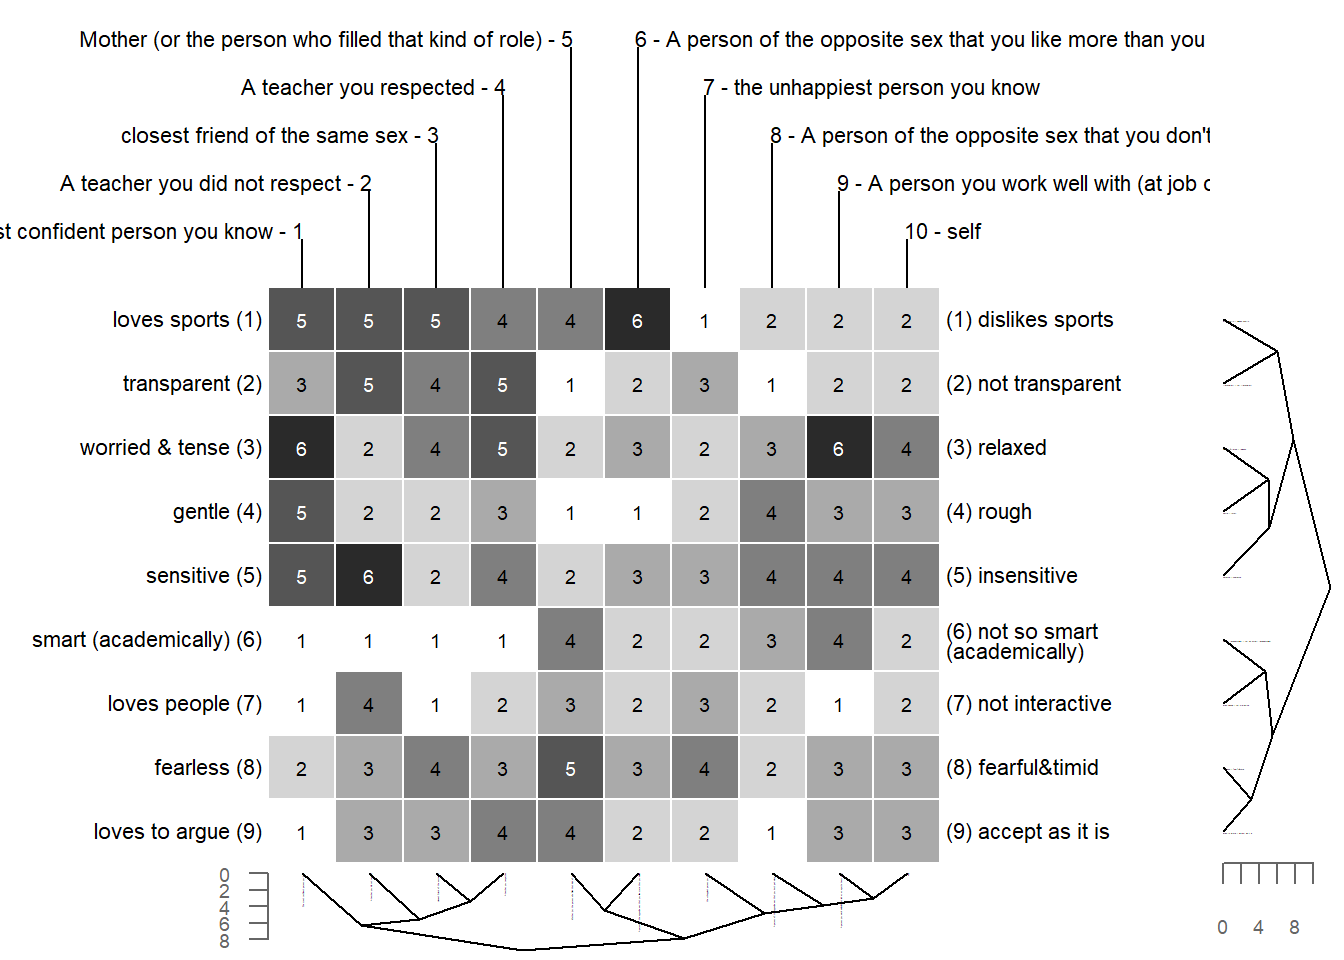 Mother (or the person who filled that kind of role) - 5
6 - A person of the opposite sex that you like more than you
A teacher you respected - 4
7 - the unhappiest person you know
closest friend of the same sex - 3
8 - A person of the opposite sex that you don't
A teacher you did not respect - 2
9 - A person you work well with (at job
confident person you know - 1
10 - self
loves sports (1) 5 5 5 4 4 6 1 2 2 2 (1) dislikes sports
transparent (2) 3 5 4 5 1 2 3 1 2 2 (2) not transparent
worried & tense (3) 6 2 4 5 2 3 2 3 6 4 (3) relaxed
gentle (4) 5 2 2 3 1 1 2 4 3 3 (4) rough
sensitive (5) 5 6 2 4 2 3 3 4 4 4 (5) insensitive
smart (academically) (6) 1 1 1 1 4 2 2 3 4 2 (6) not so smart
(academically)
loves people (7) 1 4 1 2 3 2 3 2 1 2 (7) not interactive
fearless (8) 2 3 4 3 5 3 4 2 3 3 (8) fearful&timid
loves to argue (9) 1 3 3 4 4 2 2 1 3 3 (9) accept as it is
0
2
4
6
8
0 4 8